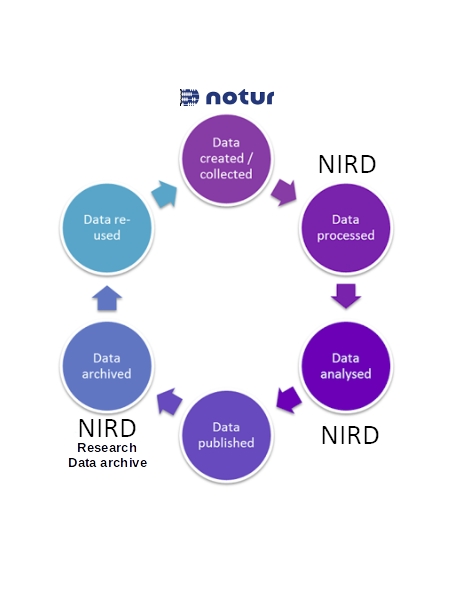 notur
Data
created /
collected
NIRD
Data
processed
Data
analysed
NIRD
Data
published
Data
archived
NIRD
Research
Data archive
Data re-
used